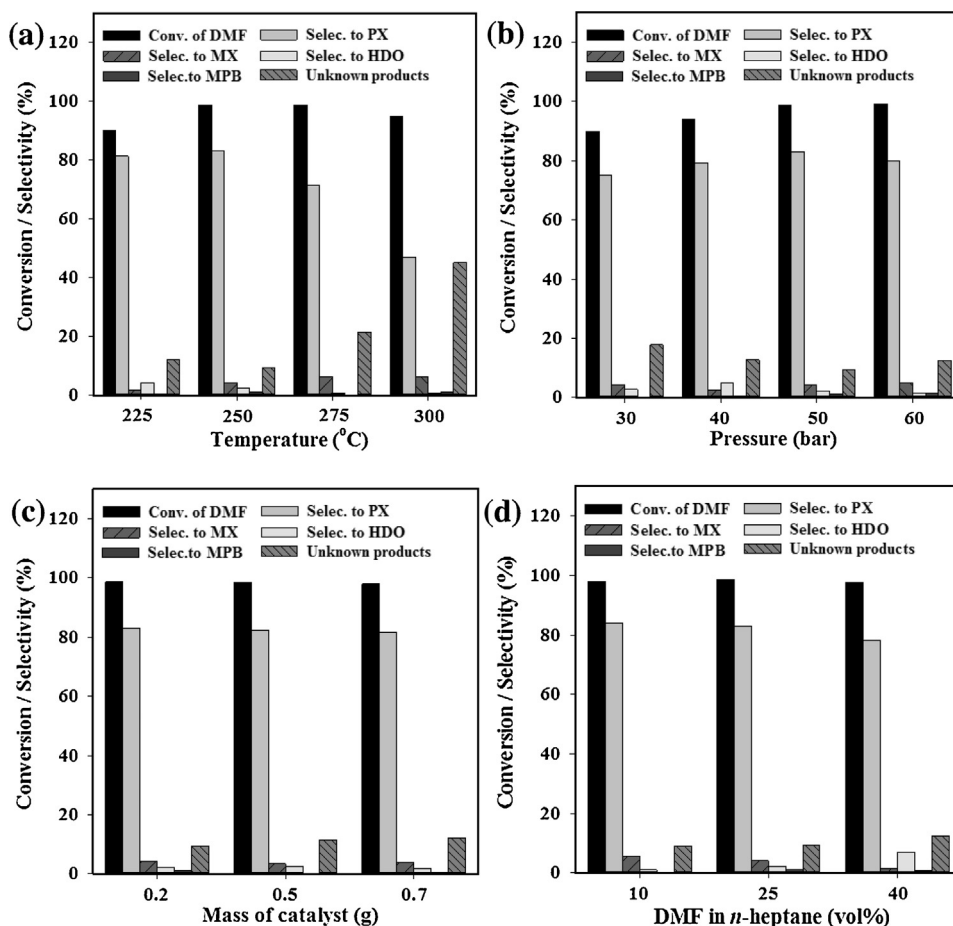 (a)
Conv. of DMF
Selec. to PX
Selec. to MX
Selec. to HDO
Selec.to MPB
Unknown products
Conversion / Selectivity (%)
120
100
80
60
40
20
0
225 250 275 300
Temperature (°C)
(b)
Conv. of DMF
Selec. to PX
Selec. to MX
Selec. to HDO
Selec.to MPB
Unknown products
Conversion / Selectivity (%)
120
100
80
60
40
20
0
30 40 50 60
Pressure (bar)
(c)
Conv. of DMF
Selec. to PX
Selec. to MX
Selec. to HDO
Selec.to MPB
Unknown products
Conversion / Selectivity (%)
120
100
80
60
40
20
0
0.2 0.5 0.7
Mass of catalyst (g)
(d)
Conv. of DMF
Selec. to PX
Selec. to MX
Selec. to HDO
Selec.to MPB
Unknown products
Conversion / Selectivity (%)
120
100
80
60
40
20
0
10 25 40
DMF in n-heptane (vol%)